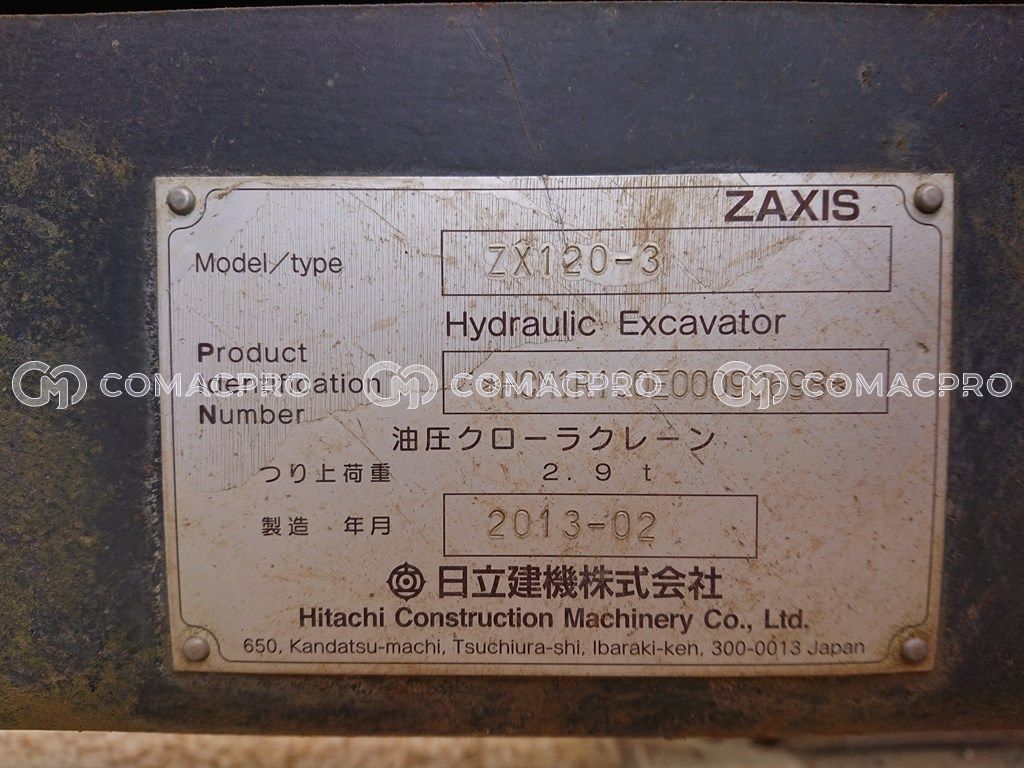 ZAXIS
Model/type ZX120-3
Hydraulic Excavator
Product
Identification
Number
COMACPRO COMACPRO COMACPRO
油圧クローラクレーン
つり上荷重 2.9 t
製造 年月 2013-02
日立建機株式会社
Hitachi Construction Machinery Co., Ltd.
650, Kandatsu-machi, Tsuchiura-shi, Ibaraki-ken, 300-0013 Japan